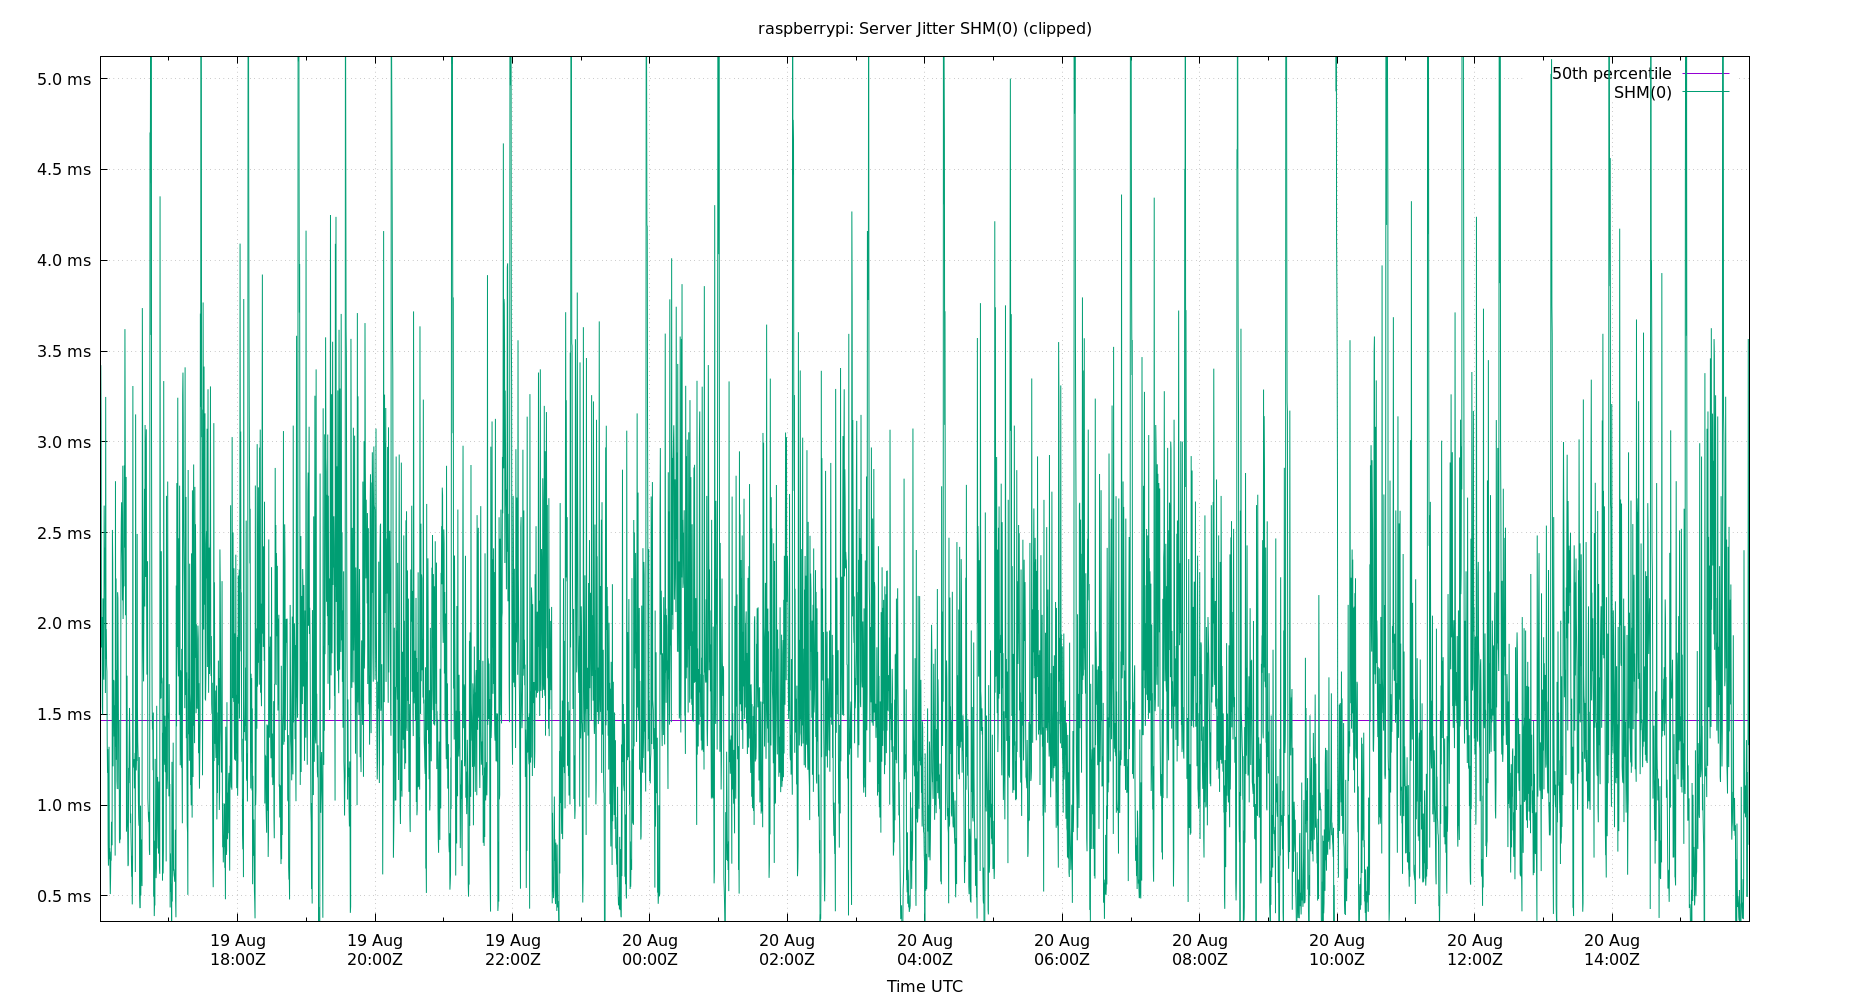 raspberrypi: Server Jitter SHM(0) (clipped)
5.0 ms
4.5 ms
4.0 ms
3.5 ms
3.0 ms
2.5 ms
2.0 ms
1.5 ms
1.0 ms
0.5 ms
50th percentile
SHM(0)
19 Aug 19 Aug 19 Aug 20 Aug 20 Aug 20 Aug 20 Aug 20 Aug 20 Aug 20 Aug 20 Aug
18:00Z 20:00Z 22:00Z 00:00Z 02:00Z 04:00Z 06:00Z 08:00Z 10:00Z 12:00Z 14:00Z
Time UTC